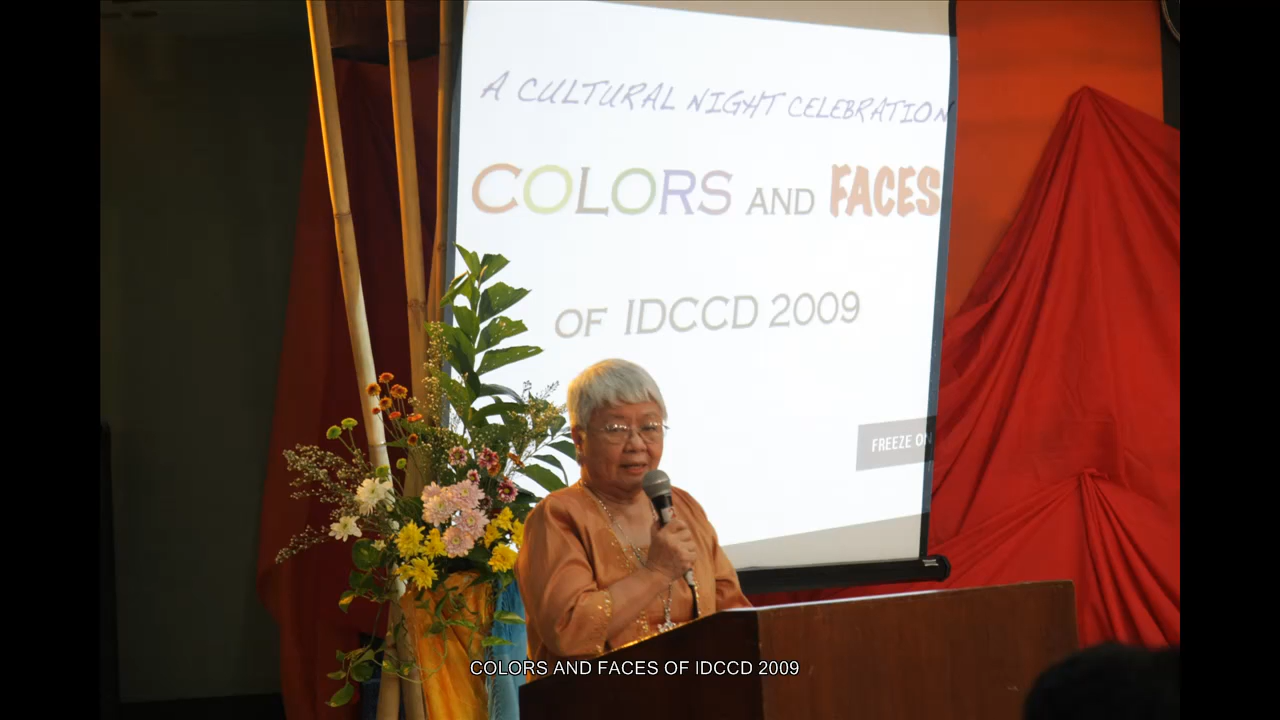 A CULTURAL NIGHT CELEBRATION
COLORS AND FACES
OF IDCCD 2009
FREEZE ON
COLORS AND FACES OF IDCCD 2009